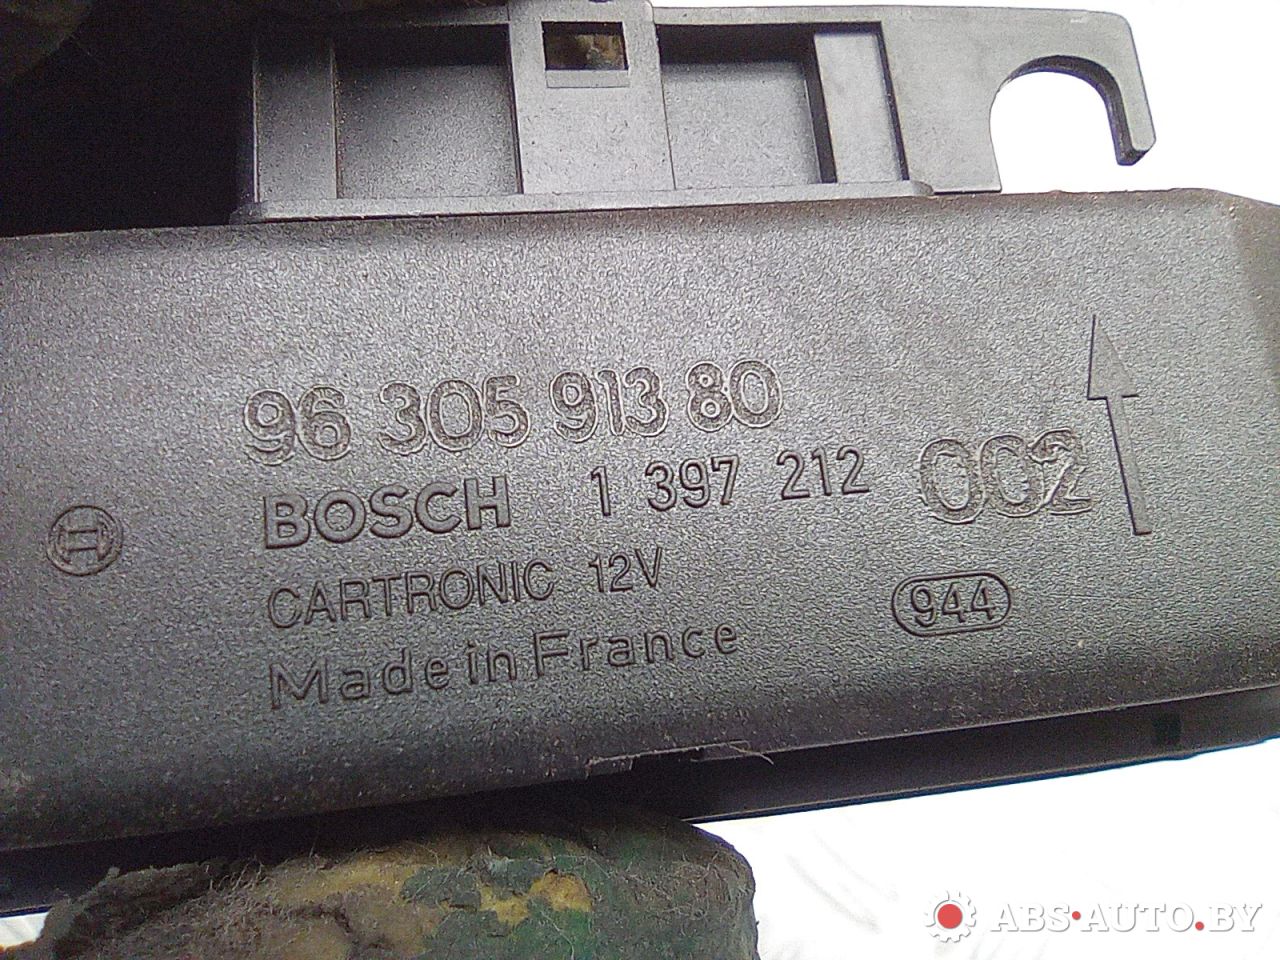 96 305 913 80
BOSCH 1 397 212 002
CARTRONIC 12V
944
Made in France
ABS-AUTO.BY